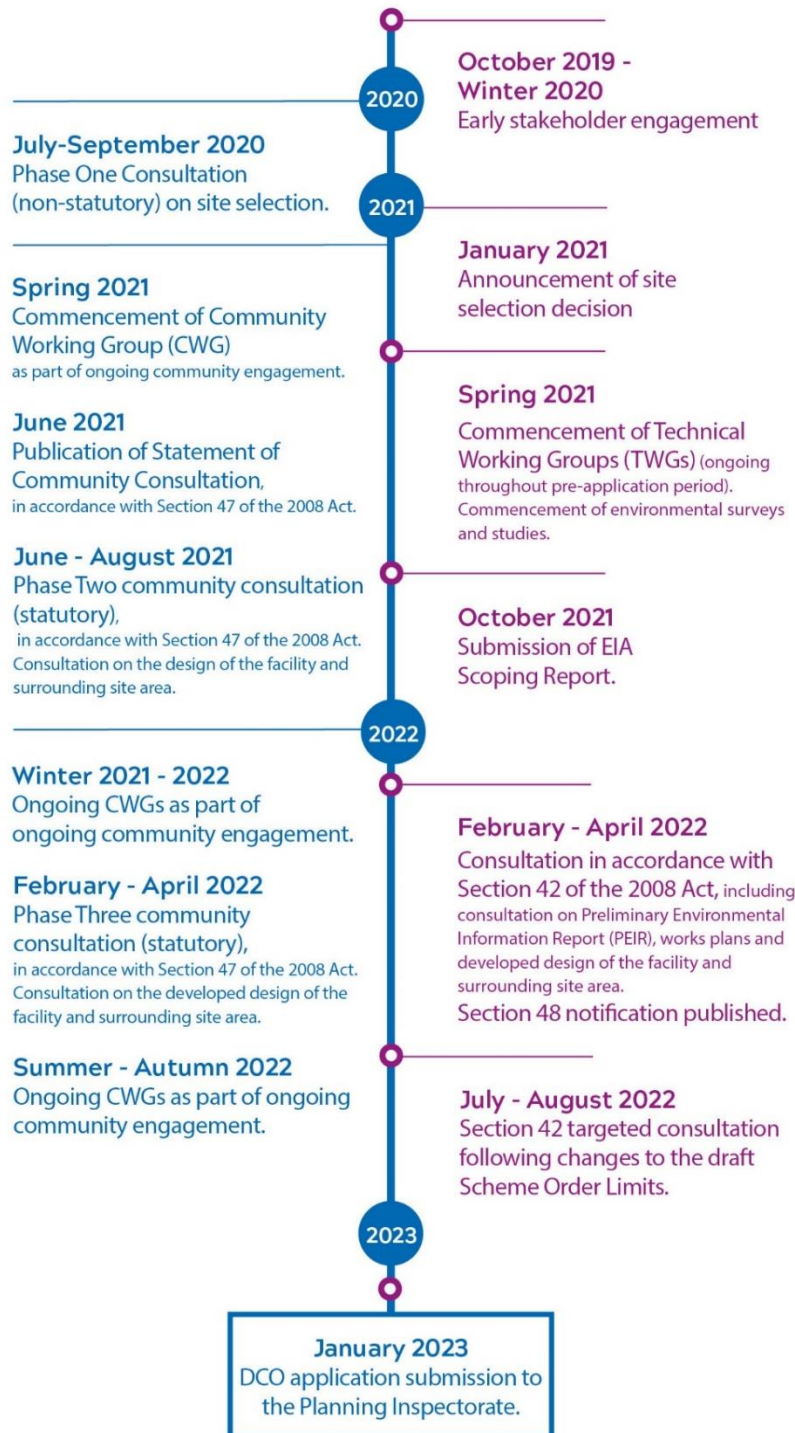 October 2019 -
Winter 2020
Early stakeholder engagement
2020
July-September 2020
Phase One Consultation
(non-statutory) on site selection.
2021
January 2021
Announcement of site
selection decision
Spring 2021
Commencement of Community
Working Group (CWG)
as part of ongoing community engagement.
Spring 2021
Commencement of Technical
Working Groups (TWGs) (ongoing
throughout pre-application period).
Commencement of environmental surveys
and studies.
June 2021
Publication of Statement of
Community Consultation,
in accordance with Section 47 of the 2008 Act.
June - August 2021
Phase Two community consultation
(statutory),
in accordance with Section 47 of the 2008 Act.
Consultation on the design of the facility and
surrounding site area.
October 2021
Submission of EIA
Scoping Report.
2022
Winter 2021 - 2022
Ongoing CWGs as part of
ongoing community engagement.
February - April 2022
Phase Three community
consultation (statutory),
in accordance with Section 47 of the 2008 Act.
Consultation on the developed design of the
facility and surrounding site area.
February - April 2022
Consultation in accordance with
Section 42 of the 2008 Act, including
consultation on Preliminary Environmental
Information Report (PEIR), works plans and
developed design of the facility and
surrounding site area.
Section 48 notification published.
Summer - Autumn 2022
Ongoing CWGs as part of ongoing
community engagement.
July - August 2022
Section 42 targeted consultation
following changes to the draft
Scheme Order Limits.
2023
January 2023
DCO application submission to
the Planning Inspectorate.